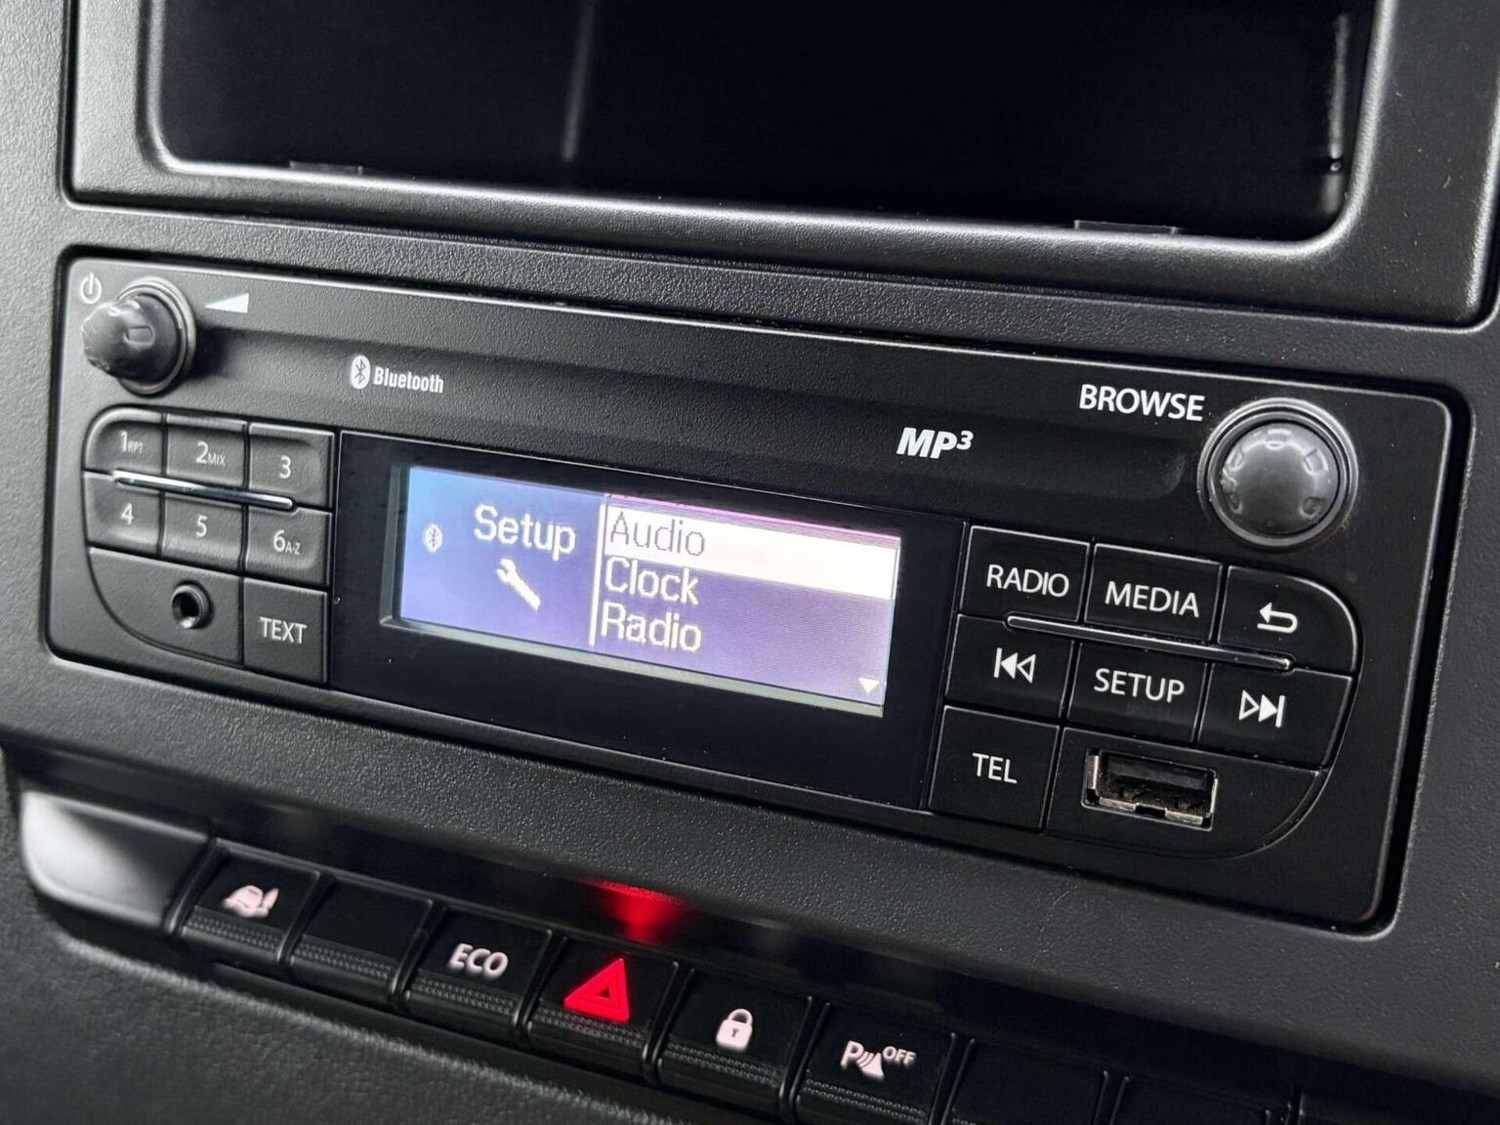 Bluetooth
BROWSE
MP3
1RPT
2MIX
3
4
5
6A-Z
TEXT
Setup
Audio
Clock
Radio
RADIO
MEDIA
SETUP
TEL
ECO
P OFF